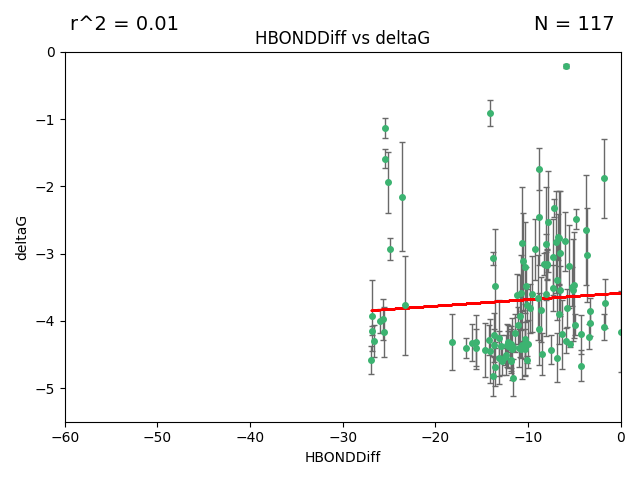 r^2 = 0.01
N = 117
HBONDDiff vs deltaG
deltaG
0
−1
−2
−3
−4
−5
−60
−50
−40
−30
−20
−10
0
HBONDDiff